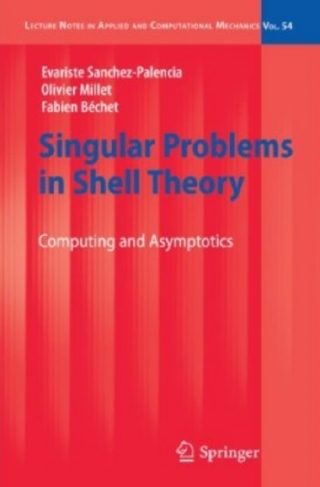 Lecture Notes in Applied and Computational Mechanics Vol. 54
Evariste Sanchez-Palencia
Olivier Millet
Fabien Béchet
Singular Problems
in Shell Theory
Computing and Asymptotics
Springer